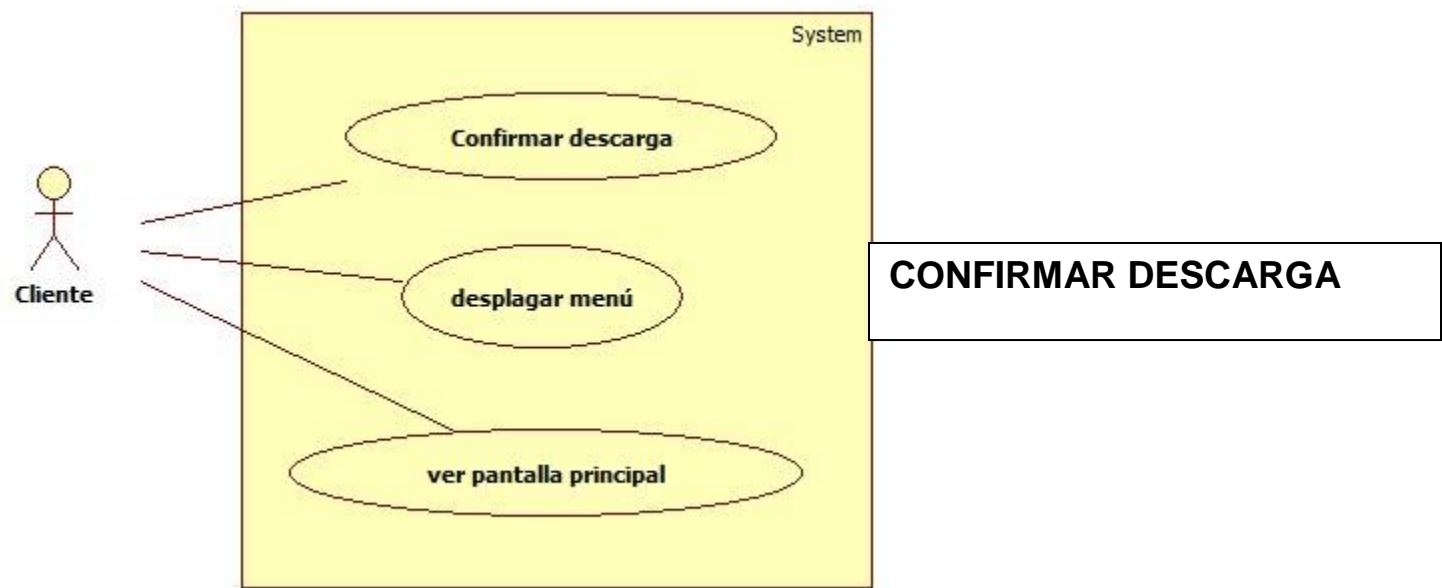 System
Confirmar descarga
Cliente
desplagar menú
CONFIRMAR DESCARGA
ver pantalla principal